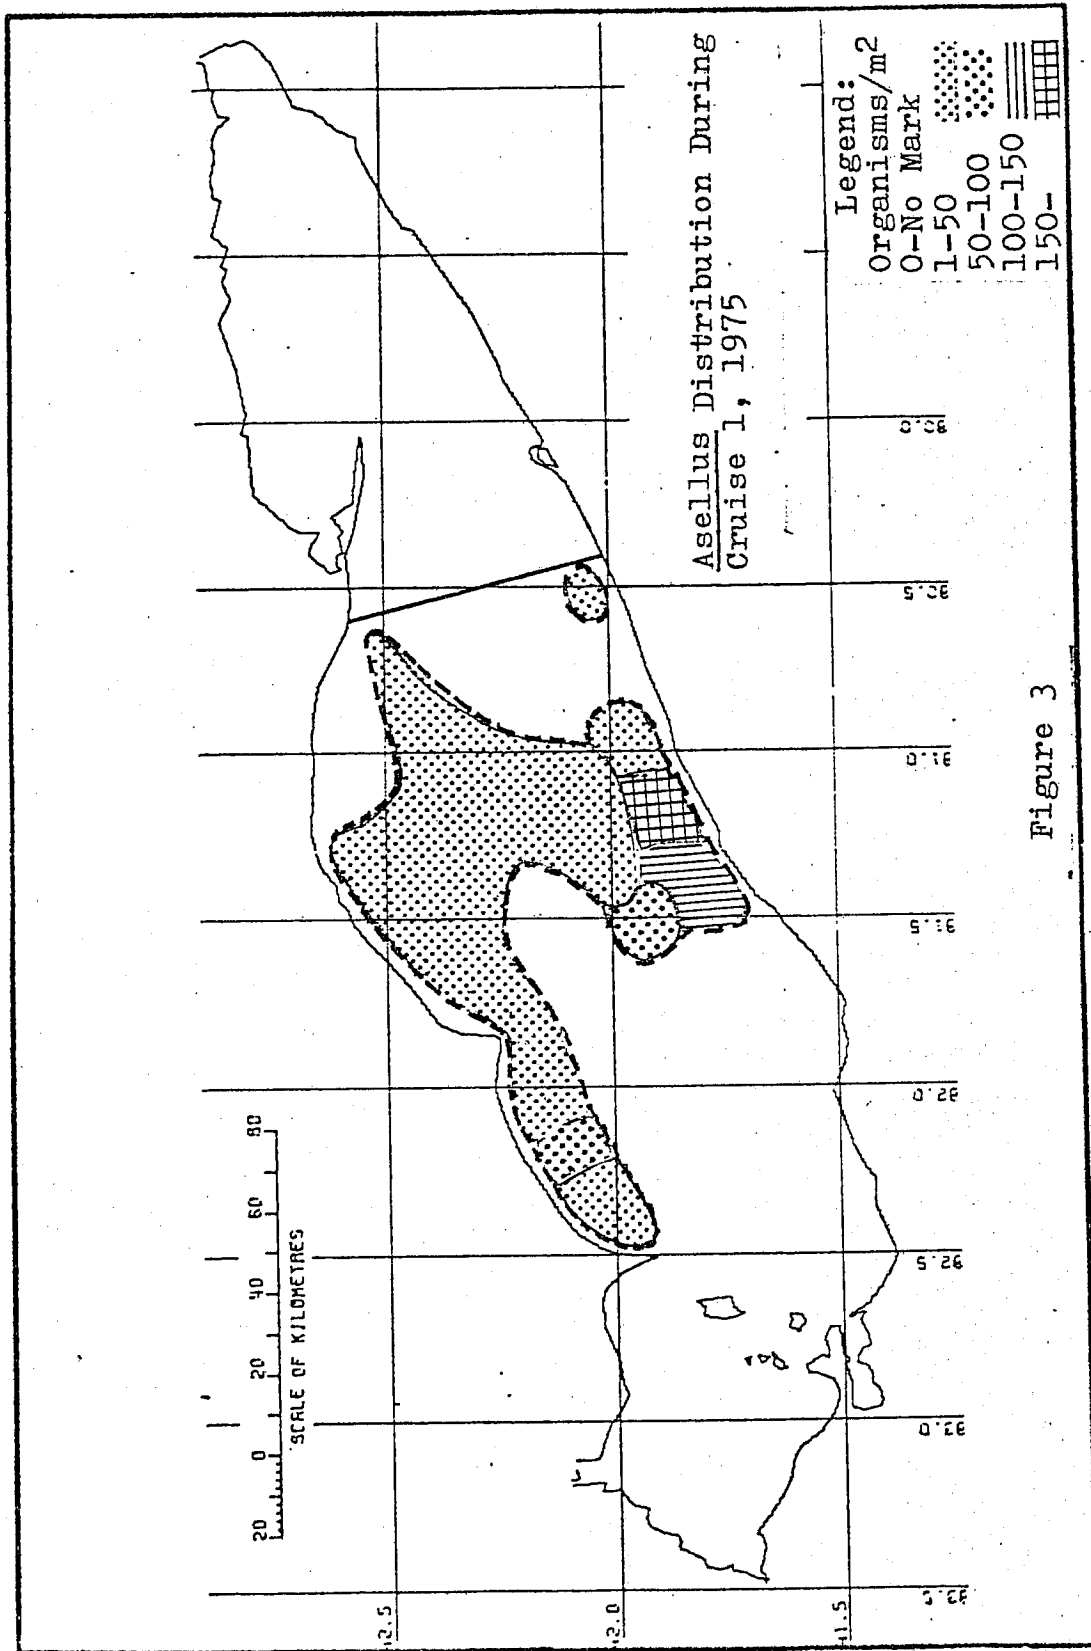 Asellus Distribution During
Cruise 1, 1975
Legend:
Organisms/m²
0-No Mark
1-50
50-100
100-150
150-
20 0 20 40 60 80
SCALE OF KILOMETRES
42.5
42.0
41.5
83.0
82.5
82.0
81.5
81.0
80.5
80.0
Figure 3